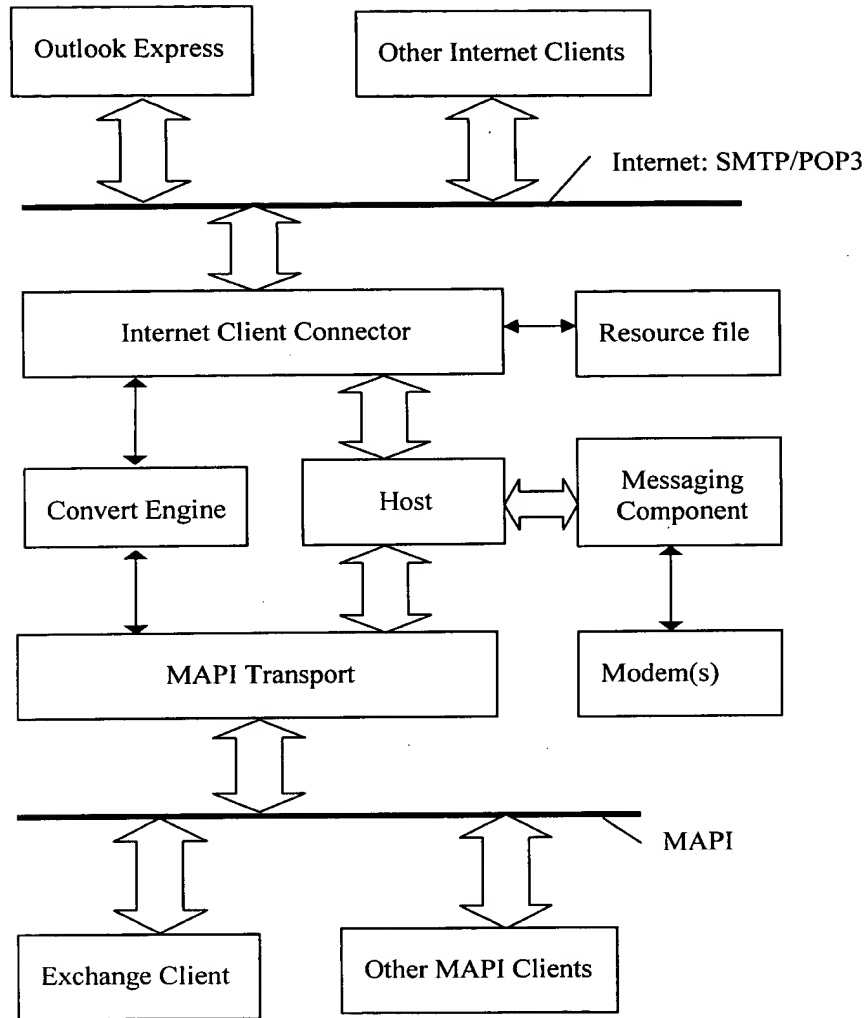 Outlook Express
Other Internet Clients
Internet: SMTP/POP3
Internet Client Connector
Resource file
Convert Engine
Host
Messaging
Component
MAPI Transport
Modem(s)
MAPI
Exchange Client
Other MAPI Clients